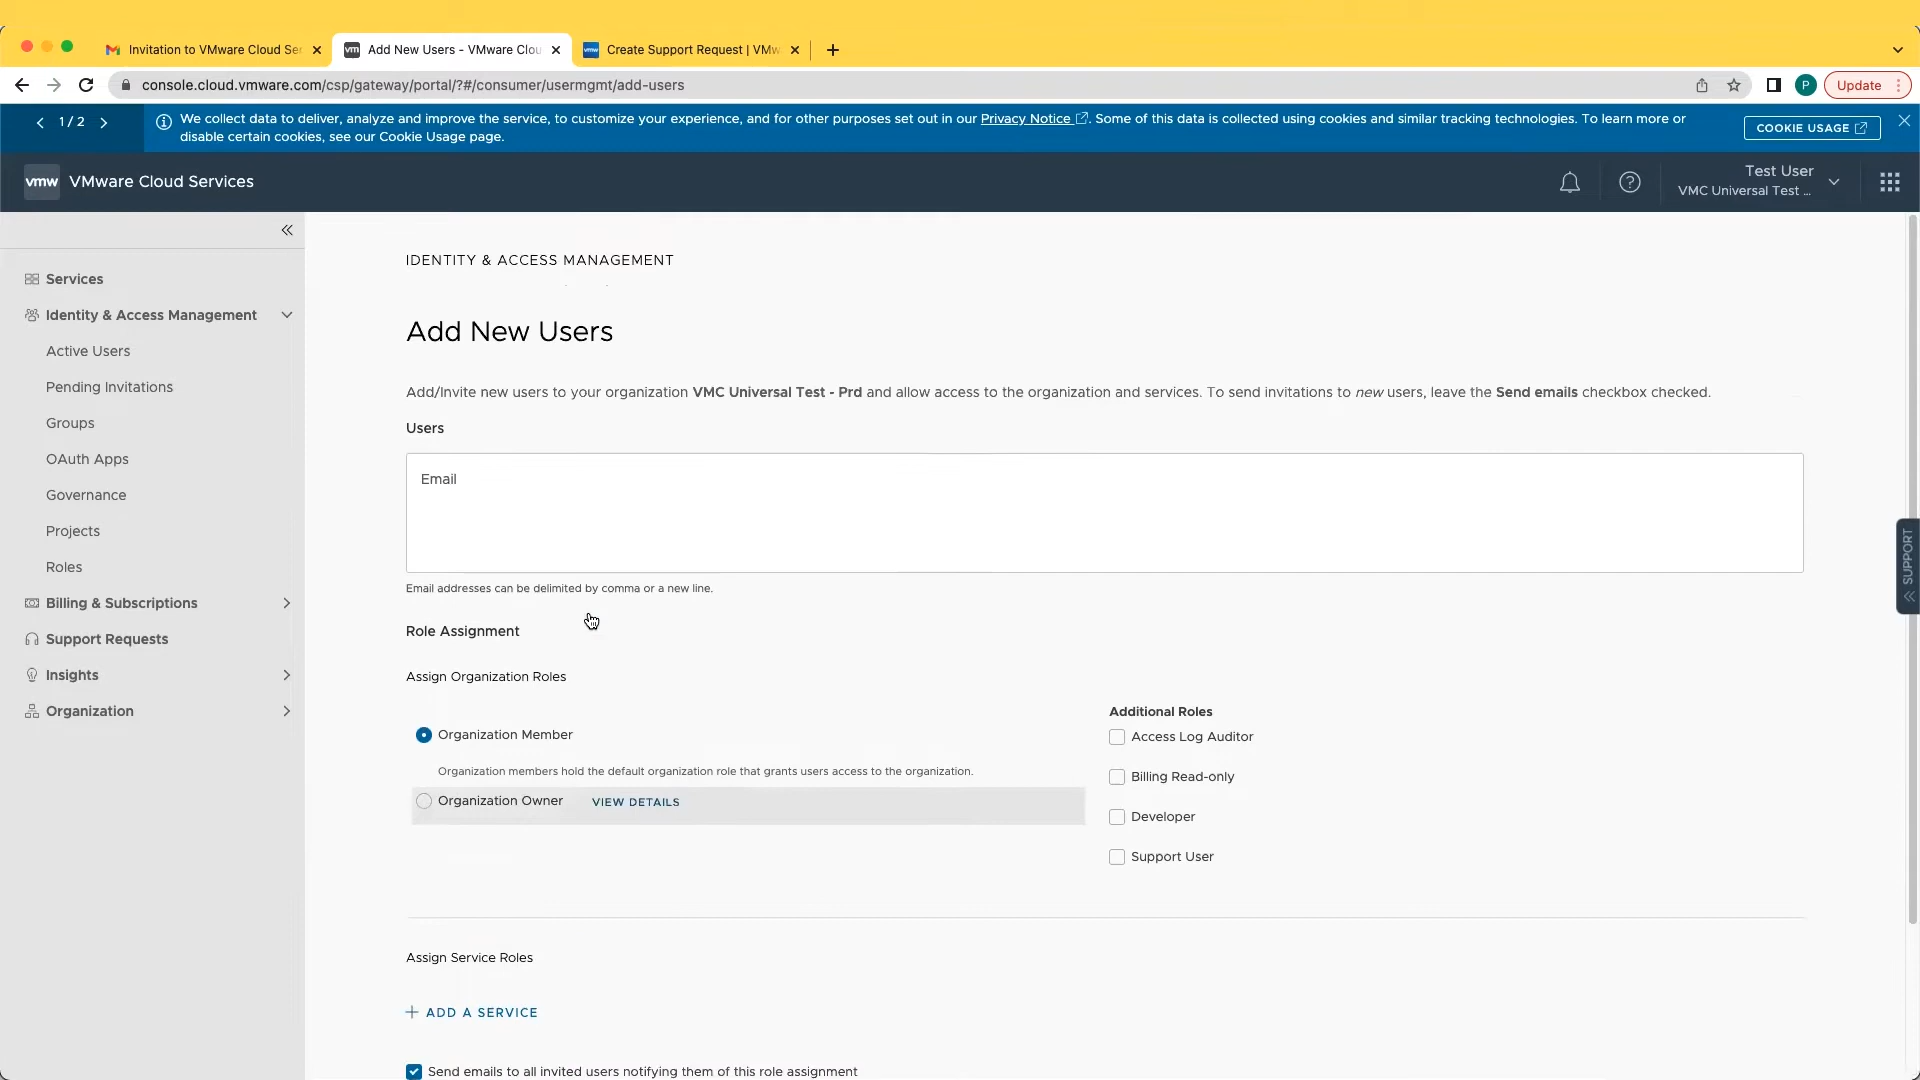 Invitation to VMware Cloud Ser
Add New Users - VMware Clou
Create Support Request | VMw
console.cloud.vmware.com/csp/gateway/portal/?#/consumer/usermgmt/add-users
P
Update
1 / 2
We collect data to deliver, analyze and improve the service, to customize your experience, and for other purposes set out in our Privacy Notice. Some of this data is collected using cookies and similar tracking technologies. To learn more or
disable certain cookies, see our Cookie Usage page.
COOKIE USAGE
vmw VMware Cloud Services
Test User
VMC Universal Test ...
Services
Identity & Access Management
Active Users
Pending Invitations
Groups
OAuth Apps
Governance
Projects
Roles
Billing & Subscriptions
Support Requests
Insights
Organization
IDENTITY & ACCESS MANAGEMENT
Add New Users
Add/Invite new users to your organization VMC Universal Test - Prd and allow access to the organization and services. To send invitations to new users, leave the Send emails checkbox checked.
Users
Email
Email addresses can be delimited by comma or a new line.
Role Assignment
Assign Organization Roles
Organization Member
Organization members hold the default organization role that grants users access to the organization.
Organization Owner VIEW DETAILS
Additional Roles
Access Log Auditor
Billing Read-only
Developer
Support User
Assign Service Roles
+ ADD A SERVICE
Send emails to all invited users notifying them of this role assignment
SUPPORT